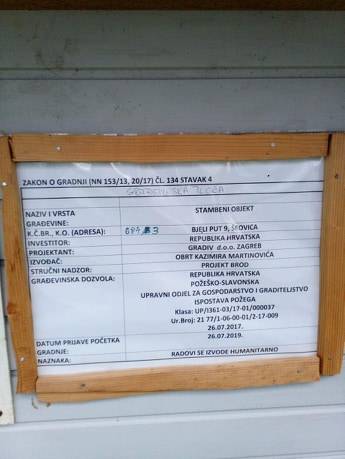 ZAKON O GRADNJI (NN 153/13, 20/17) ČL. 134 STAVAK 4
NAZIV I VRSTA STAMBENI OBJEKT
GRAĐEVINE:
K.Č.BR., K.O. (ADRESA): BJELI PUT 9,
INVESTITOR: REPUBLIKA HRVATSKA
PROJEKTANT: GRADIV d.o.o. ZAGREB
IZVOĐAČ: OBRT KAZIMIRA MARTINOVIĆA
STRUČNI NADZOR: PROJEKT BROD
GRAĐEVINSKA DOZVOLA: REPUBLIKA HRVATSKA
POŽEŠKO-SLAVONSKA
UPRAVNI ODJEL ZA GOSPODARSTVO I GRADITELJSTVO
ISPOSTAVA POŽEGA
Klasa: UP/I361-03/17-01/000037
Ur.Broj: 21 77/1-06-00-01/2-17-009
26.07.2017.
DATUM PRIJAVE POČETKA 26.07.2019.
GRADNJE:
NAZNAKA: RADOVI SE IZVODE HUMANITARNO